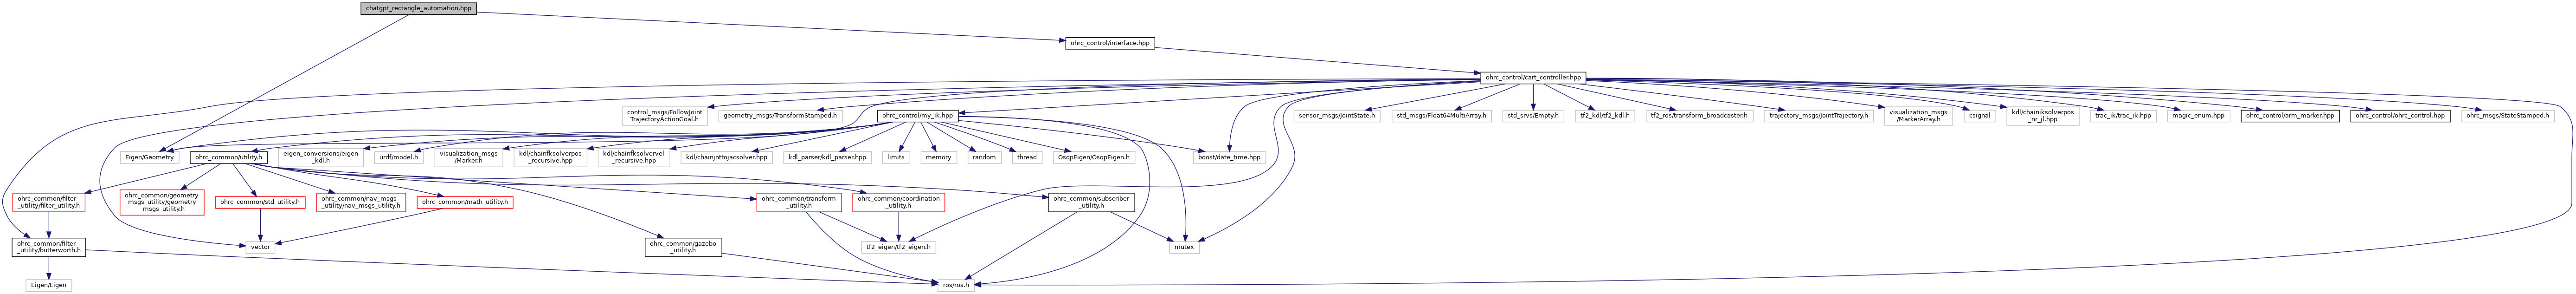 chatgpt_rectangle_automation.hpp
ohrc_control/interface.hpp
ohrc_control/cart_controller.hpp
control_msgs/FollowJoint
TrajectoryActionGoal.h
geometry_msgs/TransformStamped.h
ohrc_control/my_ik.hpp
sensor_msgs/JointState.h
std_msgs/Float64MultiArray.h
std_srvs/Empty.h
tf2_kdl/tf2_kdl.h
tf2_ros/transform_broadcaster.h
trajectory_msgs/JointTrajectory.h
visualization_msgs
/MarkerArray.h
csignal
kdl/chainiksolverpos
_nr_jl.hpp
trac_ik/trac_ik.hpp
magic_enum.hpp
ohrc_control/arm_marker.hpp
ohrc_control/ohrc_control.hpp
ohrc_msgs/StateStamped.h
Eigen/Geometry
ohrc_common/utility.h
eigen_conversions/eigen
_kdl.h
urdf/model.h
visualization_msgs
/Marker.h
kdl/chainfksolverpos
_recursive.hpp
kdl/chainfksolvervel
_recursive.hpp
kdl/chainjnttojacsolver.hpp
kdl_parser/kdl_parser.hpp
limits
memory
random
thread
OsqpEigen/OsqpEigen.h
boost/date_time.hpp
ohrc_common/filter
_utility/filter_utility.h
ohrc_common/geometry
_msgs_utility/geometry
_msgs_utility.h
ohrc_common/std_utility.h
ohrc_common/nav_msgs
_utility/nav_msgs_utility.h
ohrc_common/math_utility.h
ohrc_common/transform
_utility.h
ohrc_common/coordination
_utility.h
ohrc_common/subscriber
_utility.h
ohrc_common/filter
_utility/butterworth.h
vector
ohrc_common/gazebo
_utility.h
tf2_eigen/tf2_eigen.h
mutex
Eigen/Eigen
ros/ros.h